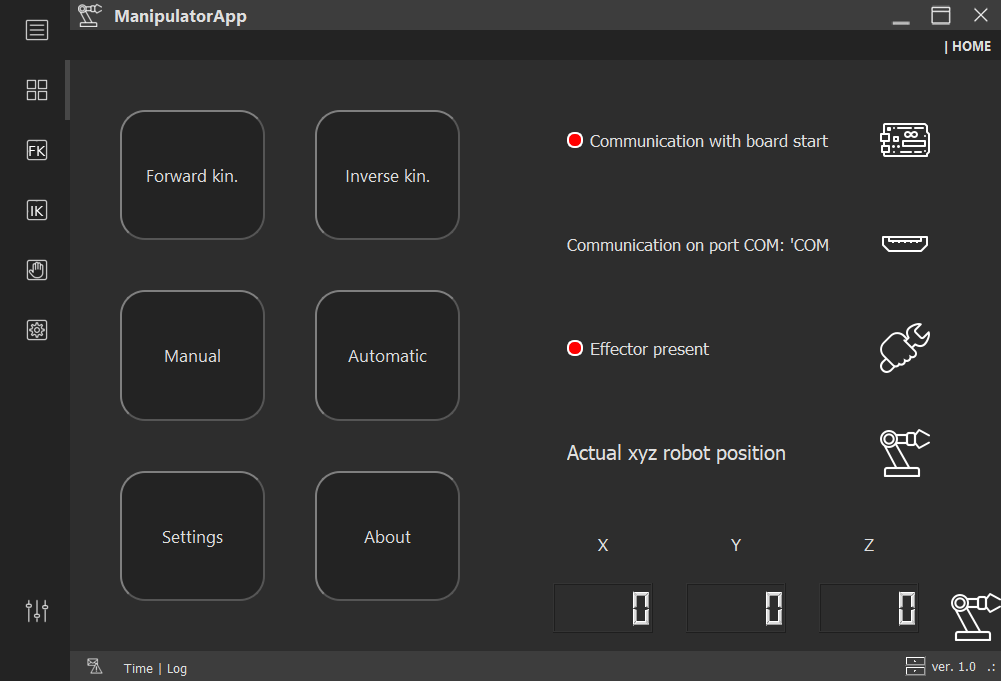 ManipulatorApp
| HOME
FK
IK
Forward kin.
Inverse kin.
Manual
Automatic
Settings
About
Communication with board start
Communication on port COM: 'COM
Effector present
Actual xyz robot position
X Y Z
0 0 0
Time | Log
ver. 1.0 .: